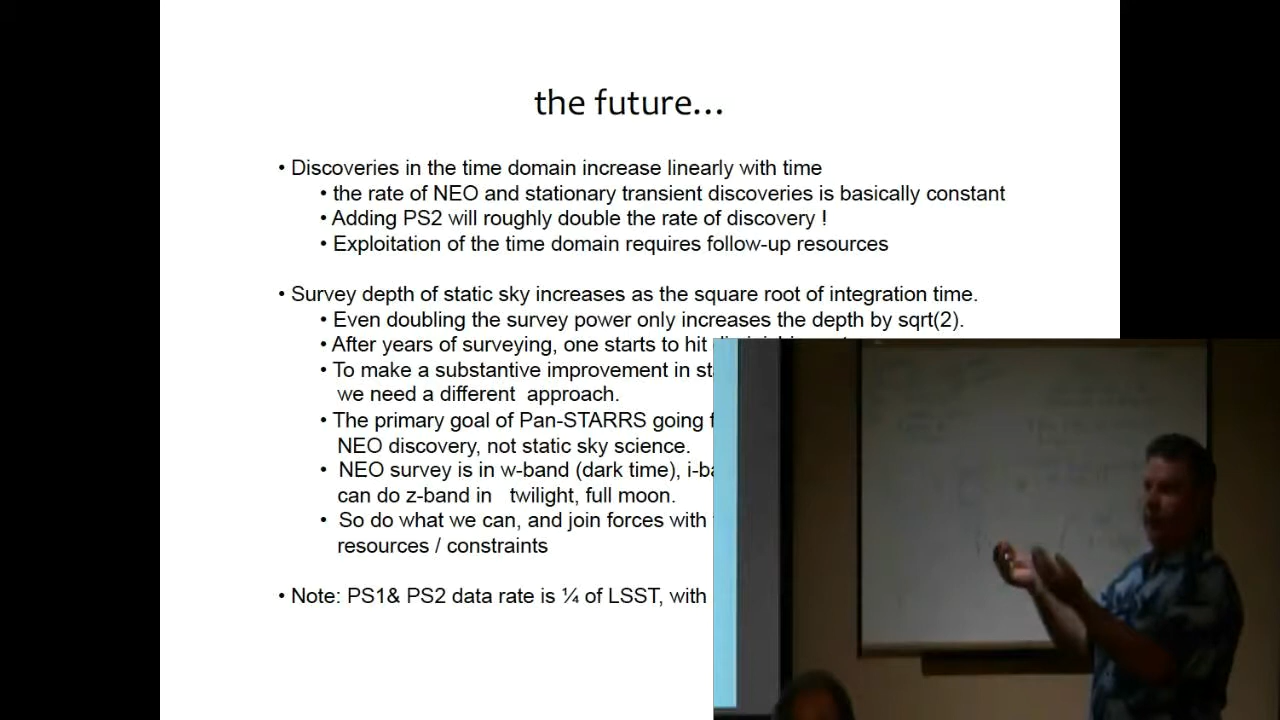 the future...
• Discoveries in the time domain increase linearly with time
• the rate of NEO and stationary transient discoveries is basically constant
• Adding PS2 will roughly double the rate of discovery !
• Exploitation of the time domain requires follow-up resources
• Survey depth of static sky increases as the square root of integration time.
• Even doubling the survey power only increases the depth by sqrt(2).
• After years of surveying, one starts to hit
• To make a substantive improvement in
we need a different approach.
• The primary goal of Pan-STARRS going
NEO discovery, not static sky science.
• NEO survey is in w-band (dark time),
can do z-band in twilight, full moon.
• So do what we can, and join forces with
resources / constraints
• Note: PS1& PS2 data rate is ¼ of LSST, with